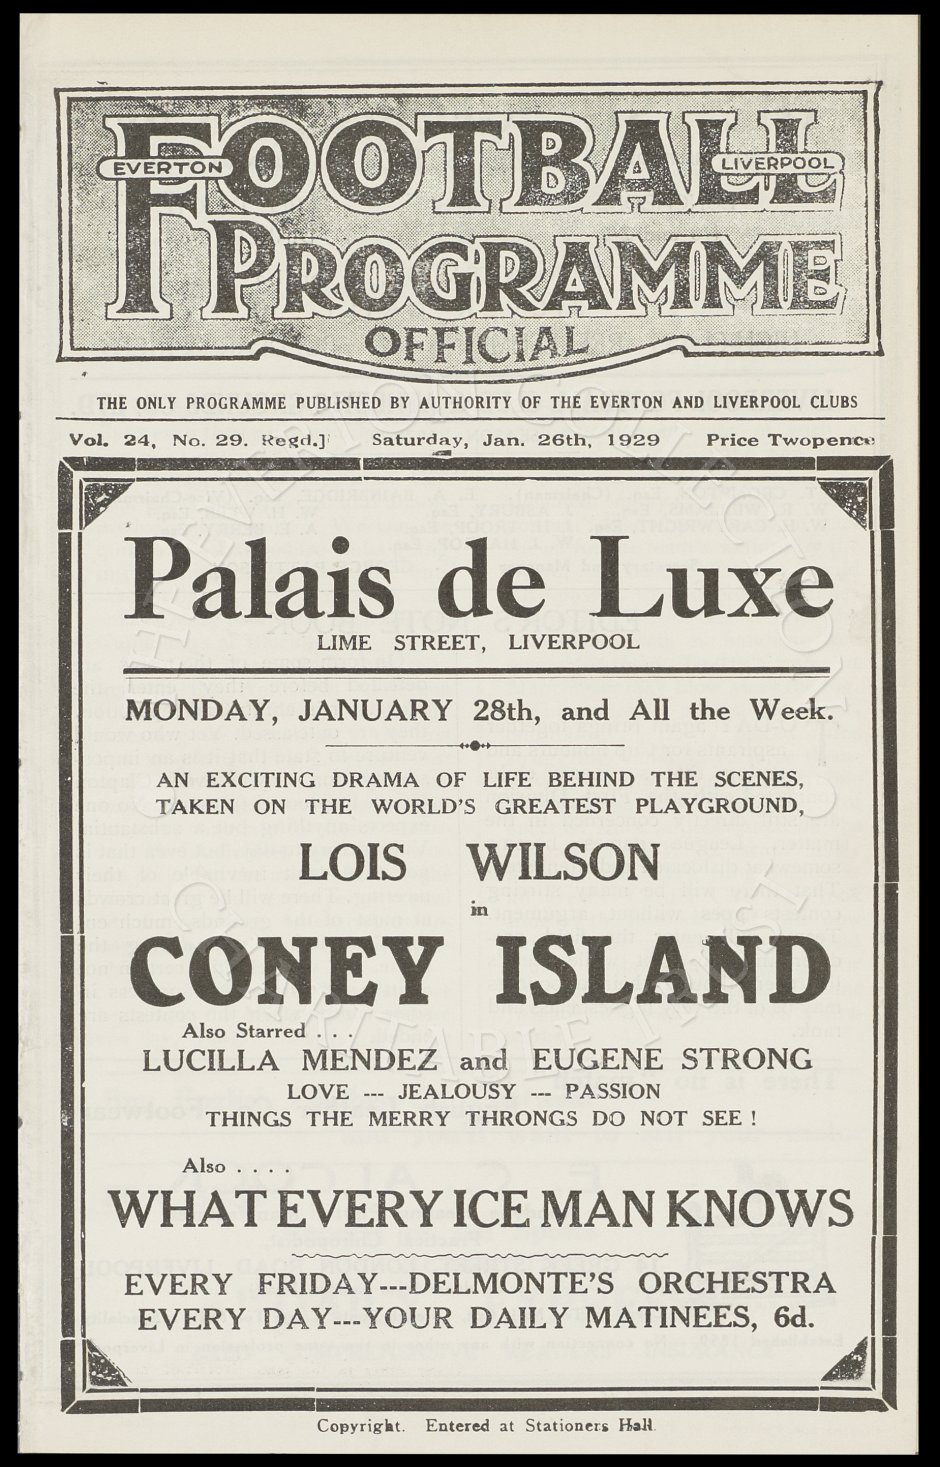 FOOTBALL
EVERTON
LIVERPOOL
PROGRAMME
OFFICIAL
THE ONLY PROGRAMME PUBLISHED BY AUTHORITY OF THE EVERTON AND LIVERPOOL CLUBS
Vol. 24, No. 29. Regd.] Saturday, Jan. 26th, 1929 Price Twopence
Palais de Luxe
LIME STREET, LIVERPOOL
MONDAY, JANUARY 28th, and All the Week.
AN EXCITING DRAMA OF LIFE BEHIND THE SCENES,
TAKEN ON THE WORLD'S GREATEST PLAYGROUND,
LOIS WILSON
in
CONEY ISLAND
Also Starred . . .
LUCILLA MENDEZ and EUGENE STRONG
LOVE --- JEALOUSY --- PASSION
THINGS THE MERRY THRONGS DO NOT SEE !
Also . . . .
WHAT EVERY ICE MAN KNOWS
EVERY FRIDAY---DELMONTE'S ORCHESTRA
EVERY DAY---YOUR DAILY MATINEES, 6d.
Copyright. Entered at Stationers Hall.
THE EVERTON COLLECTION
CHARITABLE TRUST